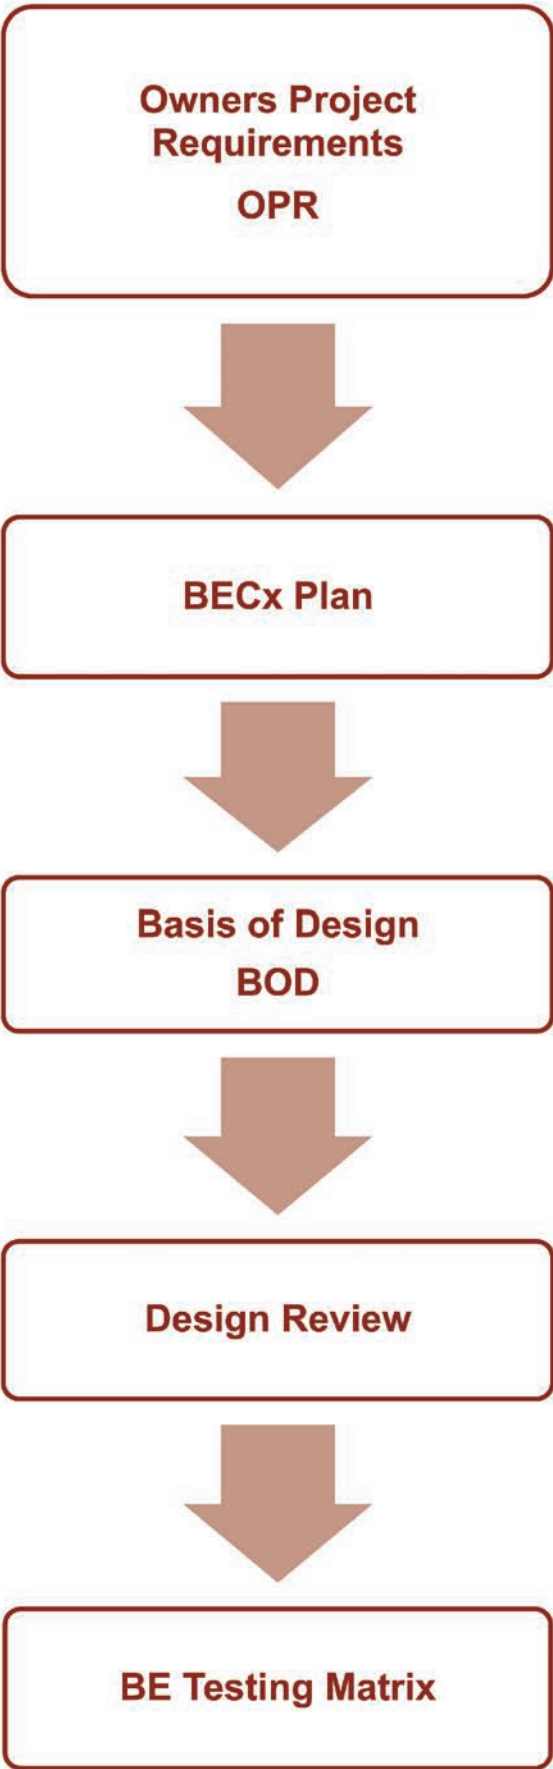 Owners Project
Requirements
OPR
BECx Plan
Basis of Design
BOD
Design Review
BE Testing Matrix